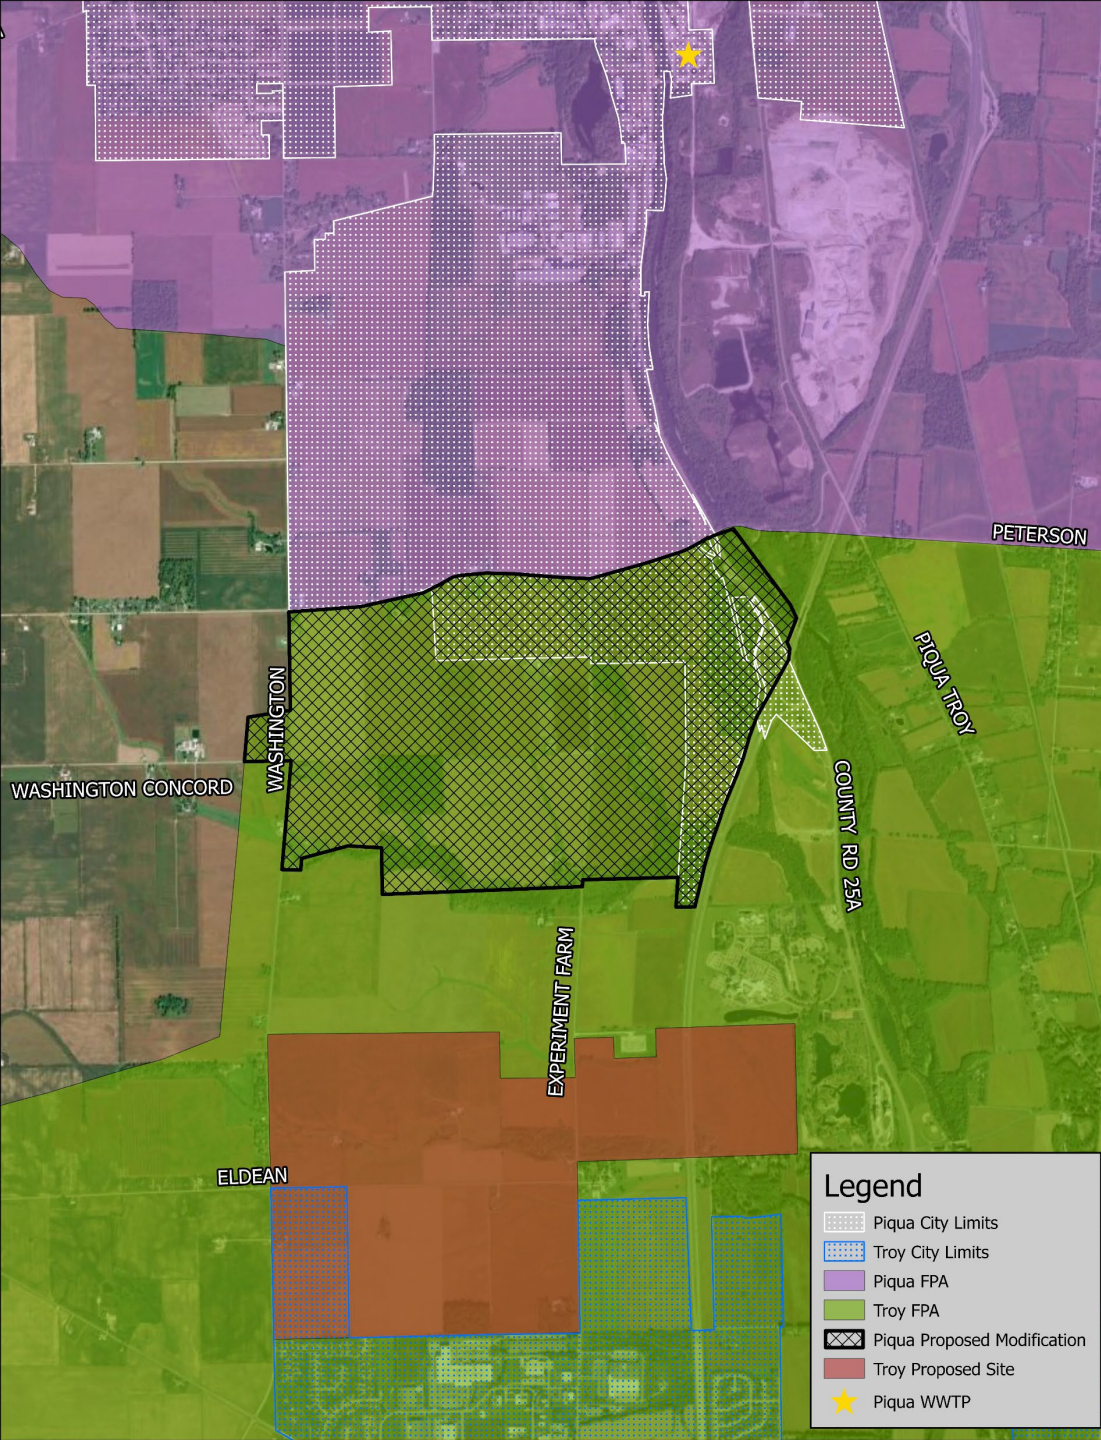 PETERSON
PIQUA TROY
WASHINGTON
WASHINGTON CONCORD
COUNTY RD 25A
EXPERIMENT FARM
ELDEAN
Legend
Piqua City Limits
Troy City Limits
Piqua FPA
Troy FPA
Piqua Proposed Modification
Troy Proposed Site
Piqua WWTP